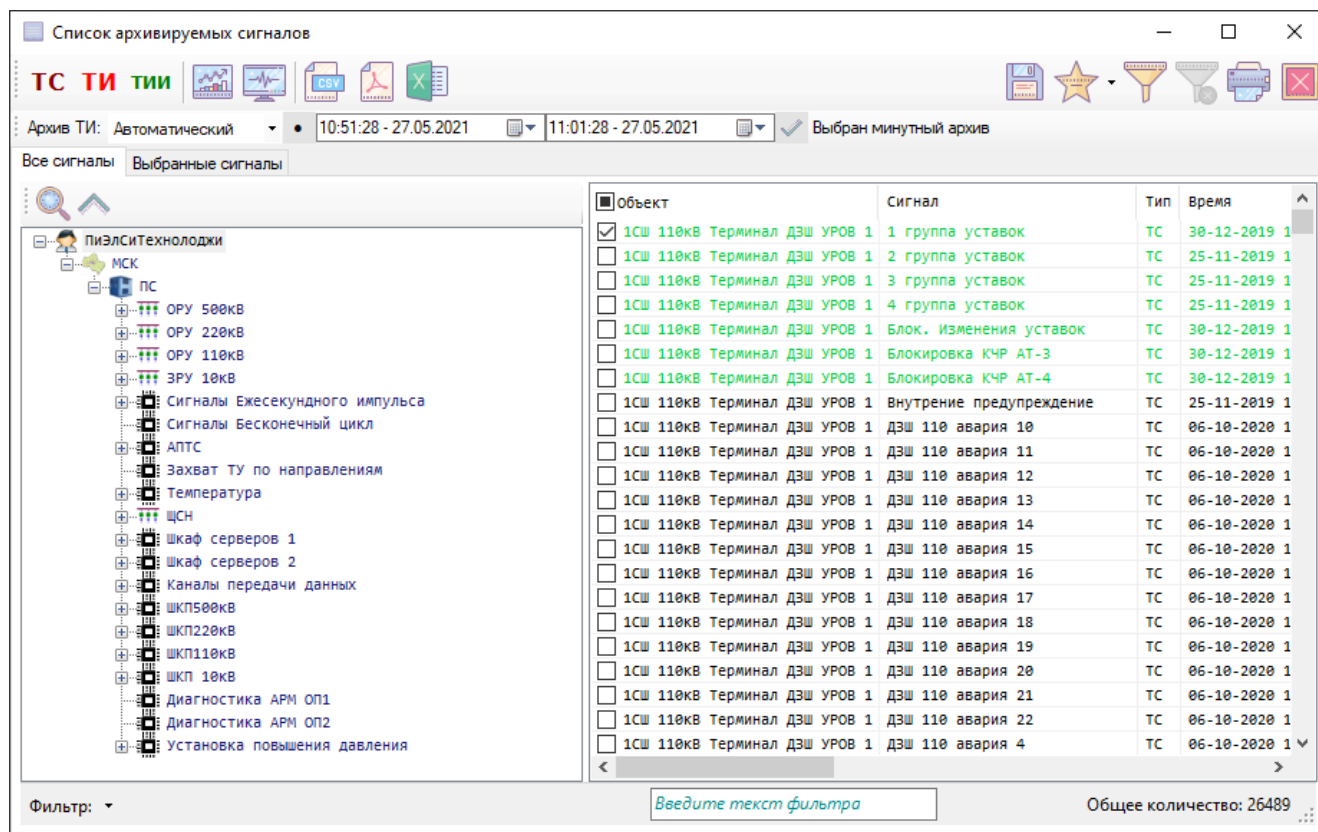 Список архивируемых сигналов
ТС ТИ ТИИ CSV X
Архив ТИ: Автоматический 10:51:28 - 27.05.2021 11:01:28 - 27.05.2021 Выбран минутный архив
Все сигналы Выбранные сигналы
ПиЭлСиТехнолоджи
МСК
ПС
ОРУ 500кВ
ОРУ 220кВ
ОРУ 110кВ
ЗРУ 10кВ
Сигналы Ежесекундного импульса
Сигналы Бесконечный цикл
АПТС
Захват ТУ по направлениям
Температура
ЩСН
Шкаф серверов 1
Шкаф серверов 2
Каналы передачи данных
ШКП500кВ
ШКП220кВ
ШКП110кВ
ШКП 10кВ
Диагностика АРМ ОП1
Диагностика АРМ ОП2
Установка повышения давления
Объект Сигнал Тип Время
1СШ 110кВ Терминал ДЗШ УРОВ 1 1 группа уставок ТС 30-12-2019 1
1СШ 110кВ Терминал ДЗШ УРОВ 1 2 группа уставок ТС 25-11-2019 1
1СШ 110кВ Терминал ДЗШ УРОВ 1 3 группа уставок ТС 25-11-2019 1
1СШ 110кВ Терминал ДЗШ УРОВ 1 4 группа уставок ТС 25-11-2019 1
1СШ 110кВ Терминал ДЗШ УРОВ 1 Блок. Изменения уставок ТС 30-12-2019 1
1СШ 110кВ Терминал ДЗШ УРОВ 1 Блокировка КЧР АТ-3 ТС 30-12-2019 1
1СШ 110кВ Терминал ДЗШ УРОВ 1 Блокировка КЧР АТ-4 ТС 30-12-2019 1
1СШ 110кВ Терминал ДЗШ УРОВ 1 Внутрение предупреждение ТС 25-11-2019 1
1СШ 110кВ Терминал ДЗШ УРОВ 1 ДЗШ 110 авария 10 ТС 06-10-2020 1
1СШ 110кВ Терминал ДЗШ УРОВ 1 ДЗШ 110 авария 11 ТС 06-10-2020 1
1СШ 110кВ Терминал ДЗШ УРОВ 1 ДЗШ 110 авария 12 ТС 06-10-2020 1
1СШ 110кВ Терминал ДЗШ УРОВ 1 ДЗШ 110 авария 13 ТС 06-10-2020 1
1СШ 110кВ Терминал ДЗШ УРОВ 1 ДЗШ 110 авария 14 ТС 06-10-2020 1
1СШ 110кВ Терминал ДЗШ УРОВ 1 ДЗШ 110 авария 15 ТС 06-10-2020 1
1СШ 110кВ Терминал ДЗШ УРОВ 1 ДЗШ 110 авария 16 ТС 06-10-2020 1
1СШ 110кВ Терминал ДЗШ УРОВ 1 ДЗШ 110 авария 17 ТС 06-10-2020 1
1СШ 110кВ Терминал ДЗШ УРОВ 1 ДЗШ 110 авария 18 ТС 06-10-2020 1
1СШ 110кВ Терминал ДЗШ УРОВ 1 ДЗШ 110 авария 19 ТС 06-10-2020 1
1СШ 110кВ Терминал ДЗШ УРОВ 1 ДЗШ 110 авария 20 ТС 06-10-2020 1
1СШ 110кВ Терминал ДЗШ УРОВ 1 ДЗШ 110 авария 21 ТС 06-10-2020 1
1СШ 110кВ Терминал ДЗШ УРОВ 1 ДЗШ 110 авария 22 ТС 06-10-2020 1
1СШ 110кВ Терминал ДЗШ УРОВ 1 ДЗШ 110 авария 4 ТС 06-10-2020 1
Фильтр: Введите текст фильтра Общее количество: 26489